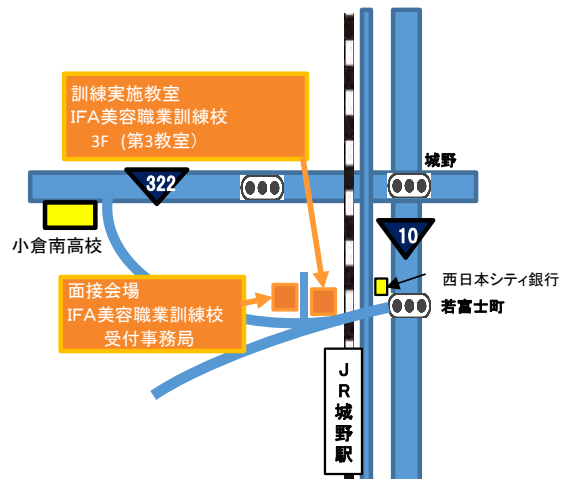 訓練実施教室
IFA美容職業訓練校
3F (第3教室)
城野
322
10
小倉南高校
西日本シティ銀行
面接会場
IFA美容職業訓練校
受付事務局
若富士町
JR城野駅